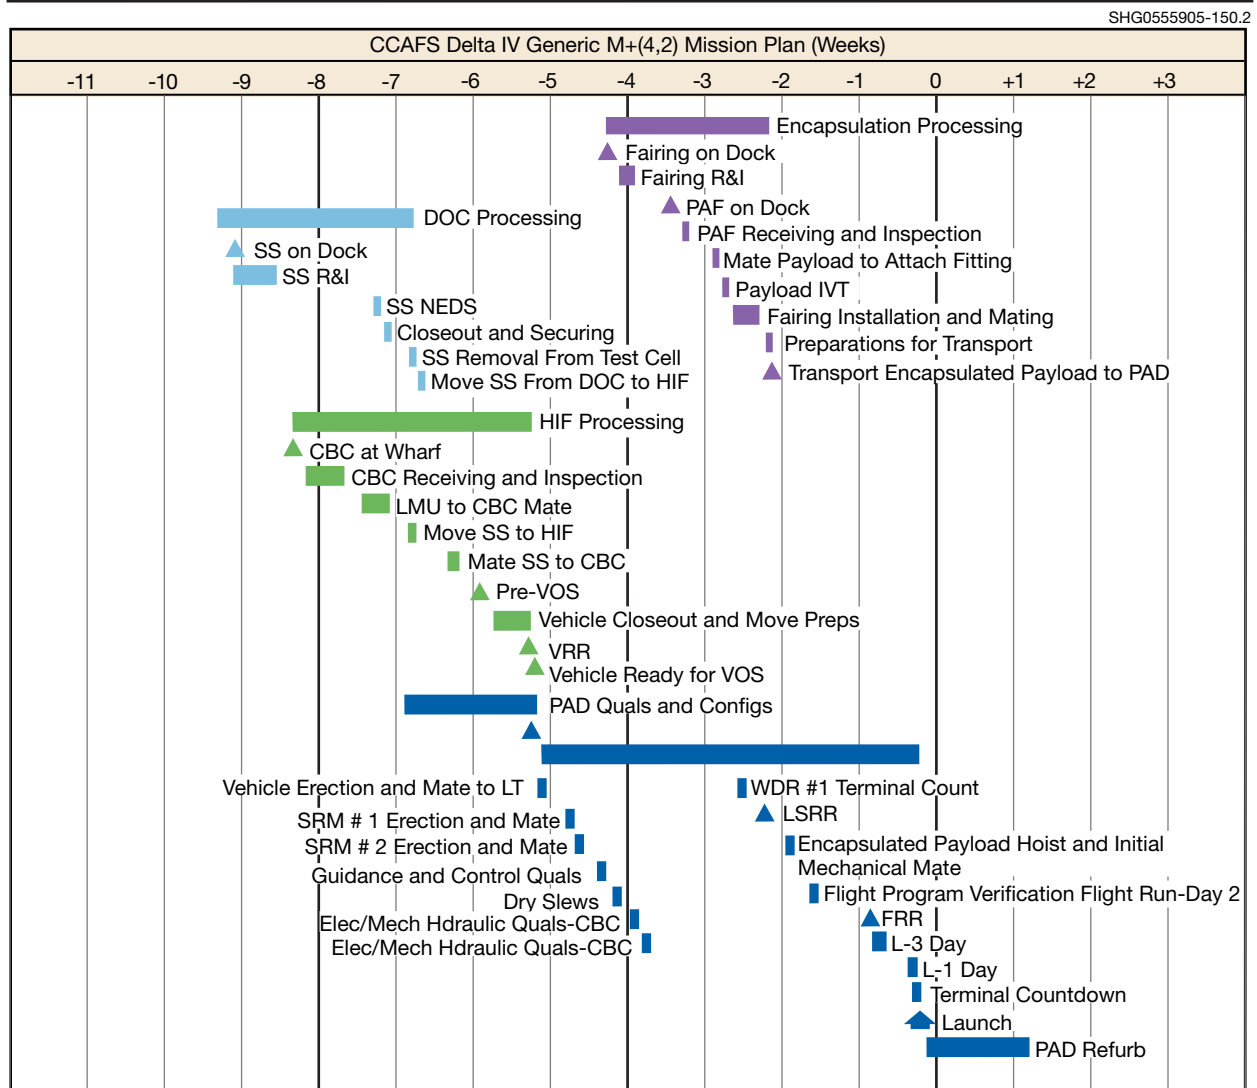 SHG0555905-150.2
CCAFS Delta IV Generic M+(4,2) Mission Plan (Weeks)
-11 -10 -9 -8 -7 -6 -5 -4 -3 -2 -1 0 +1 +2 +3
Encapsulation Processing
Fairing on Dock
Fairing R&I
PAF on Dock
DOC Processing
PAF Receiving and Inspection
SS on Dock
Mate Payload to Attach Fitting
SS R&I
Payload IVT
SS NEDS
Fairing Installation and Mating
Closeout and Securing
Preparations for Transport
SS Removal From Test Cell
Transport Encapsulated Payload to PAD
Move SS From DOC to HIF
HIF Processing
CBC at Wharf
CBC Receiving and Inspection
LMU to CBC Mate
Move SS to HIF
Mate SS to CBC
Pre-VOS
Vehicle Closeout and Move Preps
VRR
Vehicle Ready for VOS
PAD Quals and Configs
Vehicle Erection and Mate to LT
SRM # 1 Erection and Mate
SRM # 2 Erection and Mate
Guidance and Control Quals
Dry Slews
Elec/Mech Hdraulic Quals-CBC
Elec/Mech Hdraulic Quals-CBC
WDR #1 Terminal Count
LSRR
Encapsulated Payload Hoist and Initial
Mechanical Mate
Flight Program Verification Flight Run-Day 2
FRR
L-3 Day
L-1 Day
Terminal Countdown
Launch
PAD Refurb